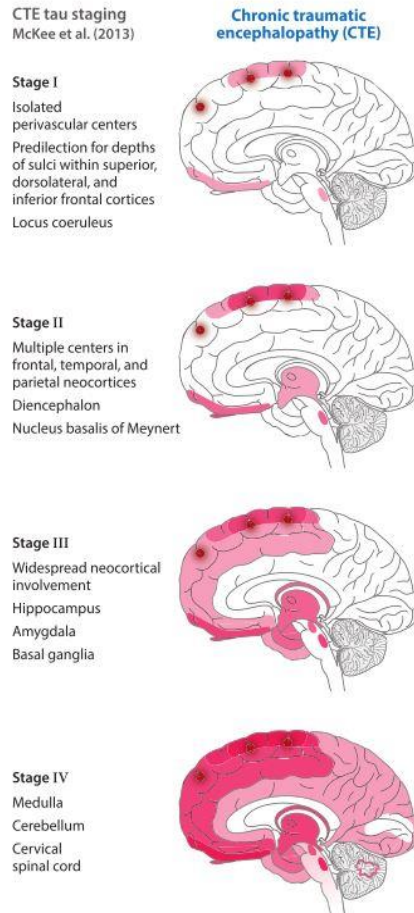 CTE tau staging
McKee et al. (2013)
Chronic traumatic
encephalopathy (CTE)
Stage I
Isolated
perivascular centers
Predilection for depths
of sulci within superior,
dorsolateral, and
inferior frontal cortices
Locus coeruleus
Stage II
Multiple centers in
frontal, temporal, and
parietal neocortices
Diencephalon
Nucleus basalis of Meynert
Stage III
Widespread neocortical
involvement
Hippocampus
Amygdala
Basal ganglia
Stage IV
Medulla
Cerebellum
Cervical
spinal cord